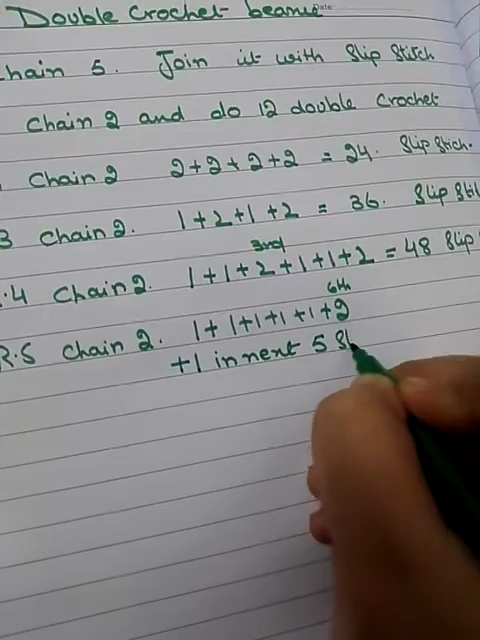 Double Crochet beanie
Date:
Chain 5. Join it with Slip Stitch
Chain 2 and do 12 double Crochet
Chain 2 2+2+2+2 = 24. Slip Stich.
3 Chain 2. 1+2+1+2 = 36. Slip Sti
3rd
R.4 Chain 2. 1+1+2+1+1+2 = 48 Slip
6th
R.5 Chain 2. 1+1+1+1+1+2
+1 in next 5 S